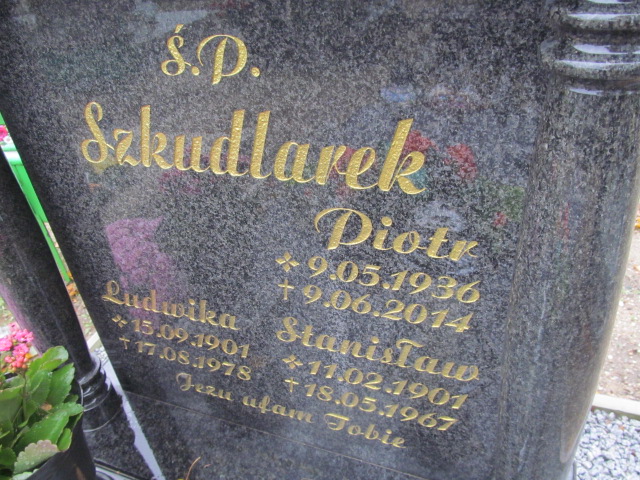 Ś.P.
Szkudlarek
Piotr
9.05.1936
† 9.06.2014
Ludwika
15.09.1901
† 17.08.1978
Stanisław
11.02.1901
† 18.05.1967
Jezu ufam Tobie